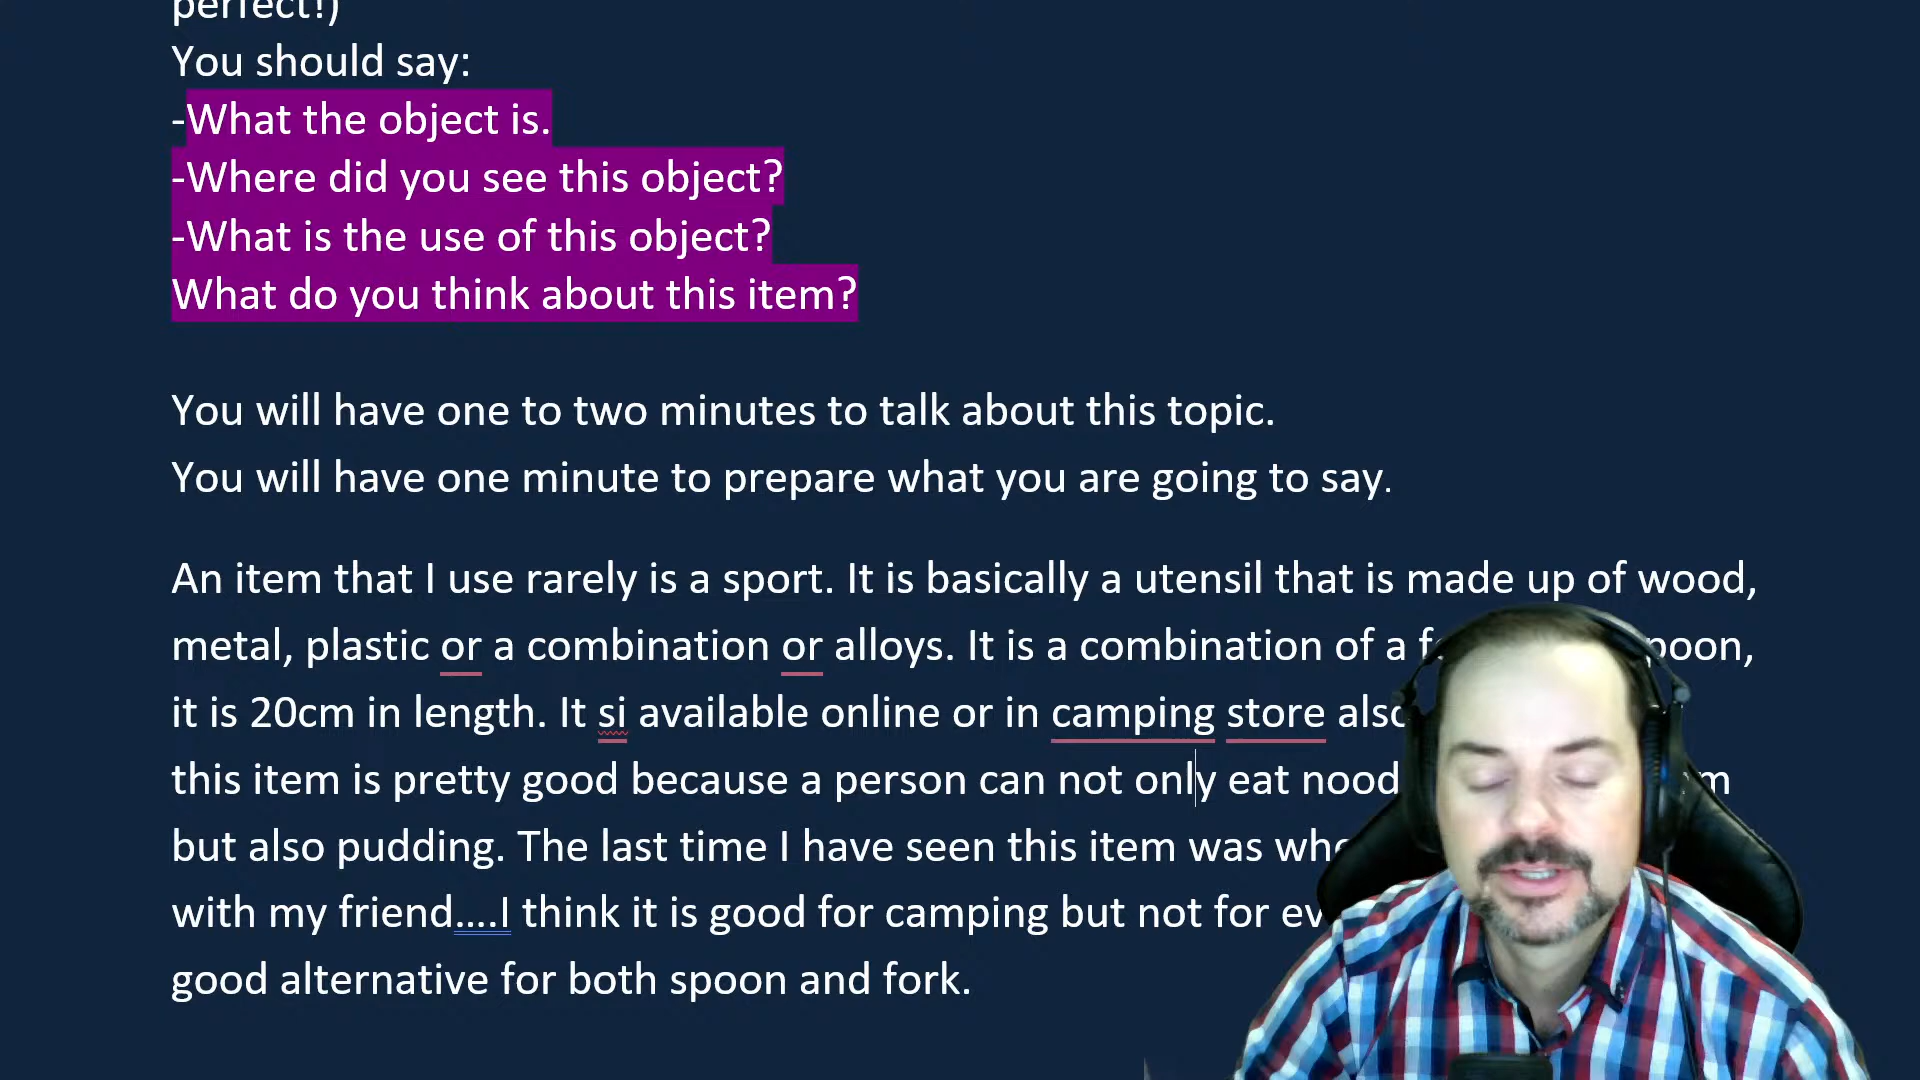 perfect!)
You should say:
-What the object is.
-Where did you see this object?
-What is the use of this object?
What do you think about this item?
You will have one to two minutes to talk about this topic.
You will have one minute to prepare what you are going to say.
An item that I use rarely is a sport. It is basically a utensil that is made up of wood,
metal, plastic or a combination or alloys. It is a combination of a
it is 20cm in length. It si available online or in camping store also
this item is pretty good because a person can not only eat
but also pudding. The last time I have seen this item was
with my friend....I think it is good for camping but not for
good alternative for both spoon and fork.